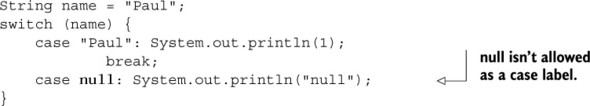 String name = "Paul";
switch (name) {
    case "Paul": System.out.println(1);
            break;
    case null: System.out.println("null");
}
null isn't allowed
as a case label.